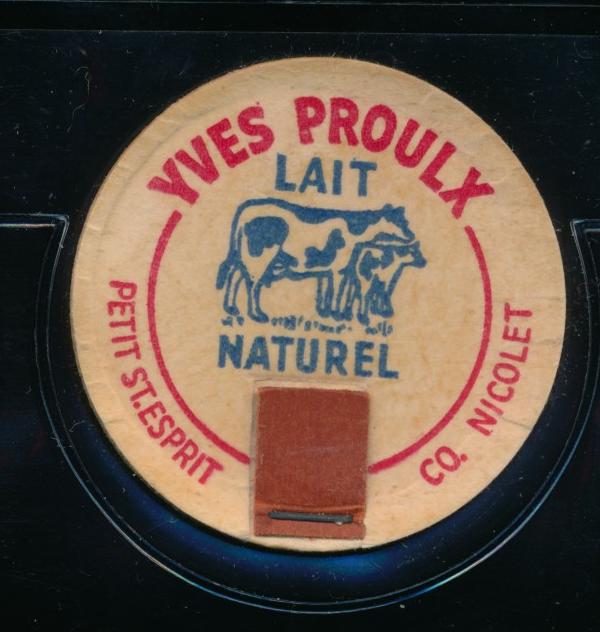 YVES PROULX
LAIT
NATUREL
PETIT ST.ESPRIT
CO. NICOLET